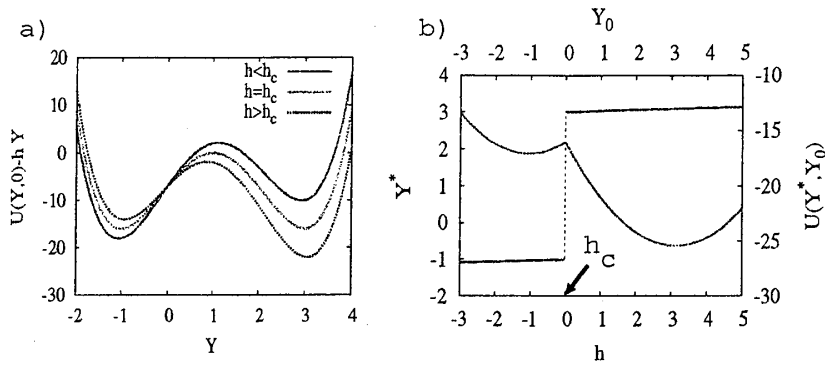 a)
20
10
0
-10
-20
-30
-2 -1 0 1 2 3 4
U(Y,0)-h Y
Y
h<h_c
h=h_c
h>h_c
b)
Y_0
-3 -2 -1 0 1 2 3 4 5
4
3
2
1
0
-1
-2
Y^*
-10
-15
-20
-25
-30
U(Y^*,Y_0)
h_c
-3 -2 -1 0 1 2 3 4 5
h